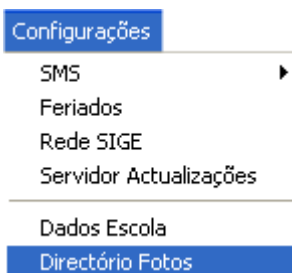 Configurações
SMS
Feriados
Rede SIGE
Servidor Actualizações
Dados Escola
Directório Fotos